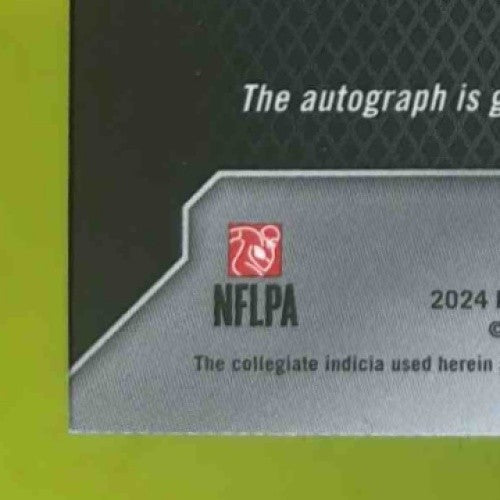 The autograph is
NFLPA
2024
©
The collegiate indicia used herein